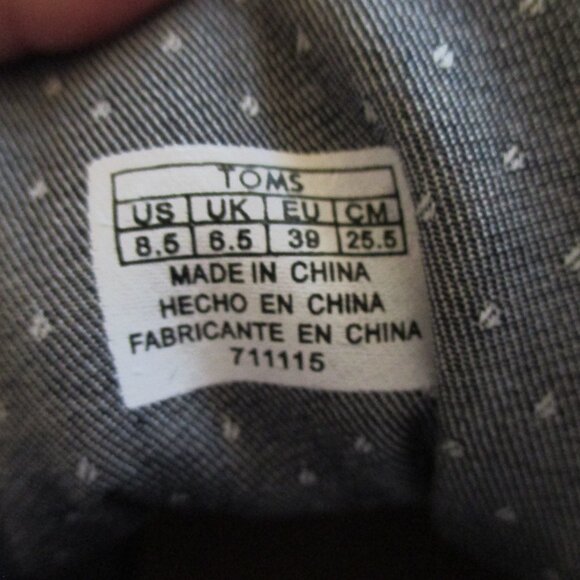 TOMS
US UK EU CM
8.5 6.5 39 25.5
MADE IN CHINA
HECHO EN CHINA
FABRICANTE EN CHINA
711115